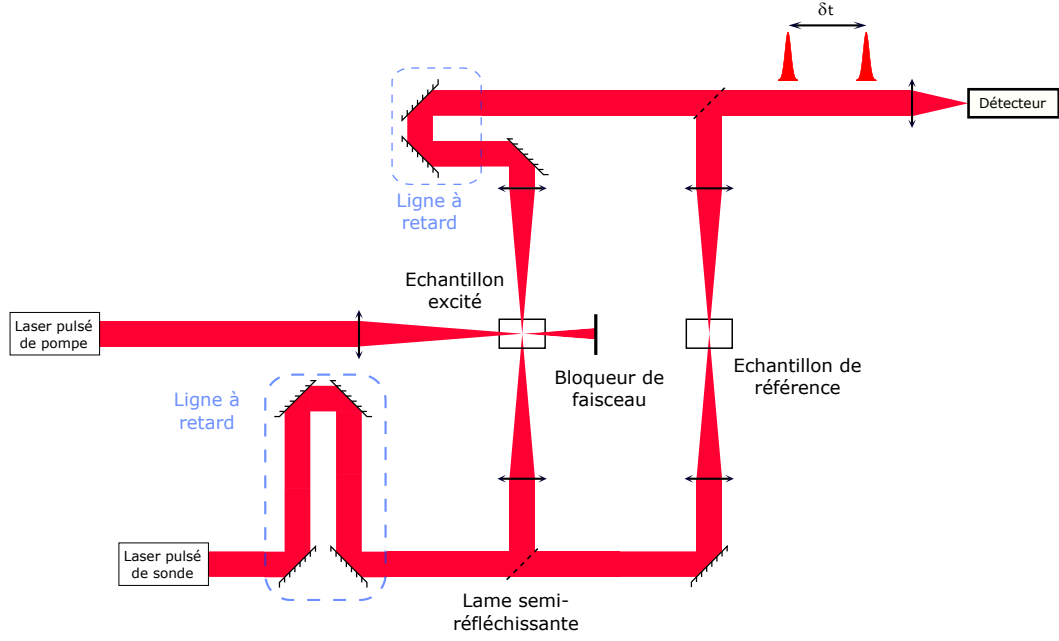 δt
Détecteur
Ligne à
retard
Echantillon
excité
Laser pulsé
de pompe
Bloqueur de
faisceau
Echantillon de
référence
Ligne à
retard
Laser pulsé
de sonde
Lame semi-
réfléchissante